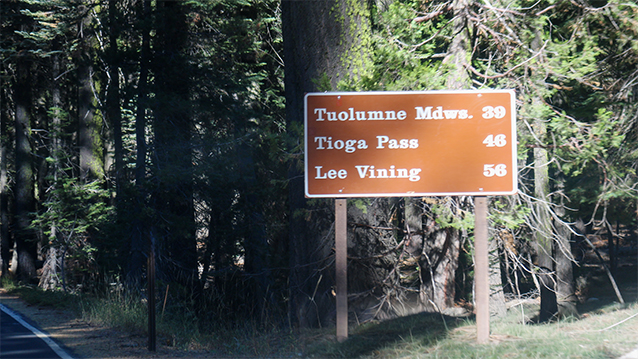 Tuolumne Mdws. 39
Tioga Pass 46
Lee Vining 56